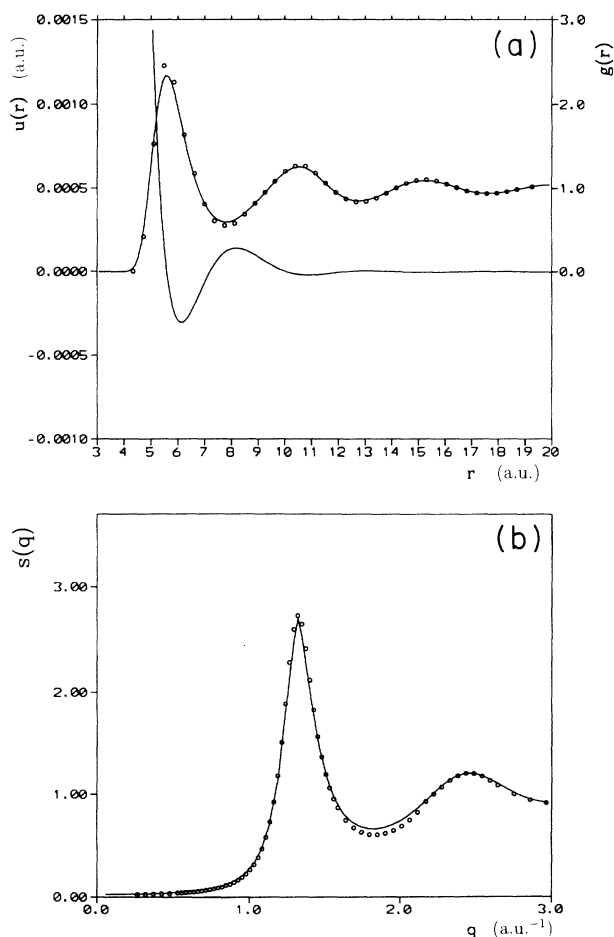 (a)
u(r) (a.u.)
0.0015
0.0010
0.0005
0.0000
-0.0005
-0.0010
g(r)
3.0
2.0
1.0
0.0
3 4 5 6 7 8 9 10 11 12 13 14 15 16 17 18 19 20
r (a.u.)
(b)
s(q)
3.00
2.00
1.00
0.00
0.0 1.0 2.0 3.0
q (a.u.⁻¹)